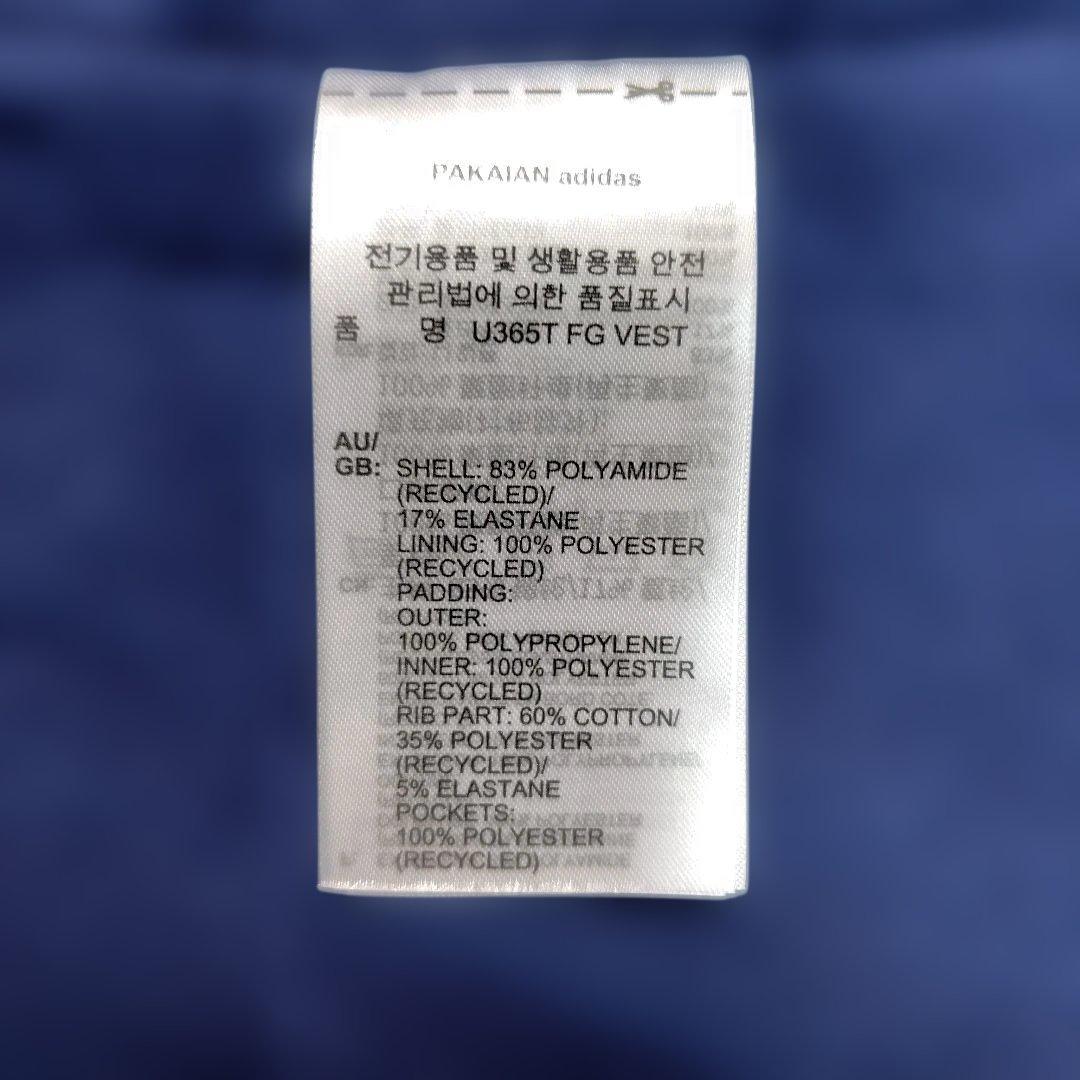 PAKAIAN adidas
전기용품 및 생활용품 안전
관리법에 의한 품질표시
품 명 U365T FG VEST
AU/
GB: SHELL: 83% POLYAMIDE
(RECYCLED)/
17% ELASTANE
LINING: 100% POLYESTER
(RECYCLED)
PADDING:
OUTER:
100% POLYPROPYLENE/
INNER: 100% POLYESTER
(RECYCLED)
RIB PART: 60% COTTON/
35% POLYESTER
(RECYCLED)/
5% ELASTANE
POCKETS:
100% POLYESTER
(RECYCLED)